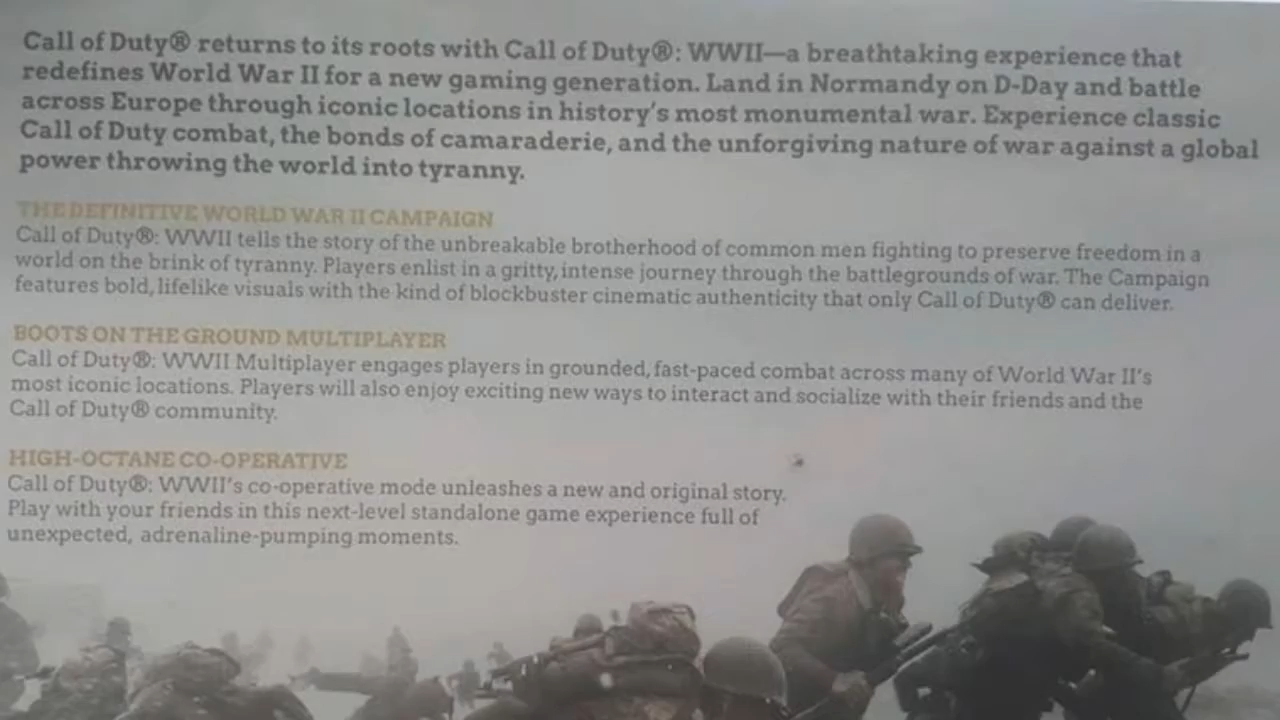 Call of Duty® returns to its roots with Call of Duty®: WWII—a breathtaking experience that
redefines World War II for a new gaming generation. Land in Normandy on D-Day and battle
across Europe through iconic locations in history's most monumental war. Experience classic
Call of Duty combat, the bonds of camaraderie, and the unforgiving nature of war against a global
power throwing the world into tyranny.
THE DEFINITIVE WORLD WAR II CAMPAIGN
Call of Duty®: WWII tells the story of the unbreakable brotherhood of common men fighting to preserve freedom in a
world on the brink of tyranny. Players enlist in a gritty, intense journey through the battlegrounds of war. The Campaign
features bold, lifelike visuals with the kind of blockbuster cinematic authenticity that only Call of Duty® can deliver.
BOOTS ON THE GROUND MULTIPLAYER
Call of Duty®: WWII Multiplayer engages players in grounded, fast-paced combat across many of World War II's
most iconic locations. Players will also enjoy exciting new ways to interact and socialize with their friends and the
Call of Duty® community.
HIGH-OCTANE CO-OPERATIVE
Call of Duty®: WWII's co-operative mode unleashes a new and original story.
Play with your friends in this next-level standalone game experience full of
unexpected, adrenaline-pumping moments.